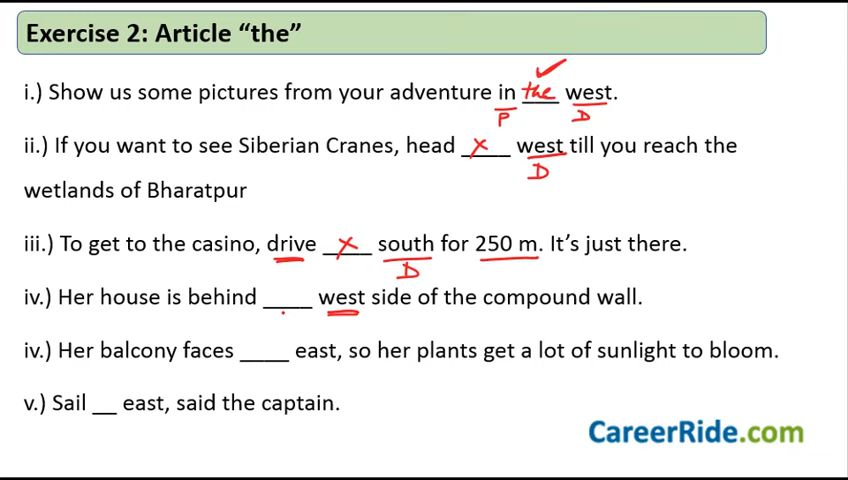 Exercise 2: Article “the”
i.) Show us some pictures from your adventure in the west.
P D
ii.) If you want to see Siberian Cranes, head __x__ west till you reach the
D
wetlands of Bharatpur
iii.) To get to the casino, drive __x__ south for 250 m. It’s just there.
D
iv.) Her house is behind ____ west side of the compound wall.
iv.) Her balcony faces ____ east, so her plants get a lot of sunlight to bloom.
v.) Sail __ east, said the captain.
CareerRide.com